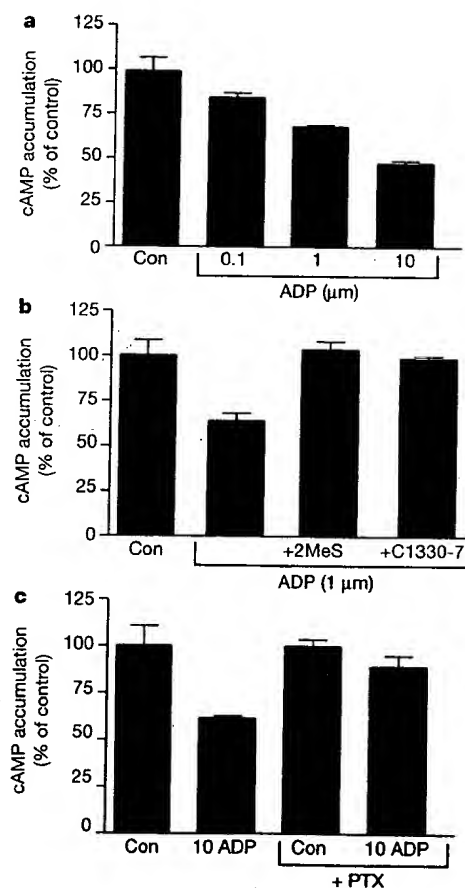 a
cAMP accumulation
(% of control)
125
100
75
50
25
0
Con
0.1
1
10
ADP (µm)
b
cAMP accumulation
(% of control)
125
100
75
50
25
0
Con
+2MeS
+C1330-7
ADP (1 µm)
c
cAMP accumulation
(% of control)
125
100
75
50
25
0
Con
10 ADP
Con
10 ADP
+ PTX